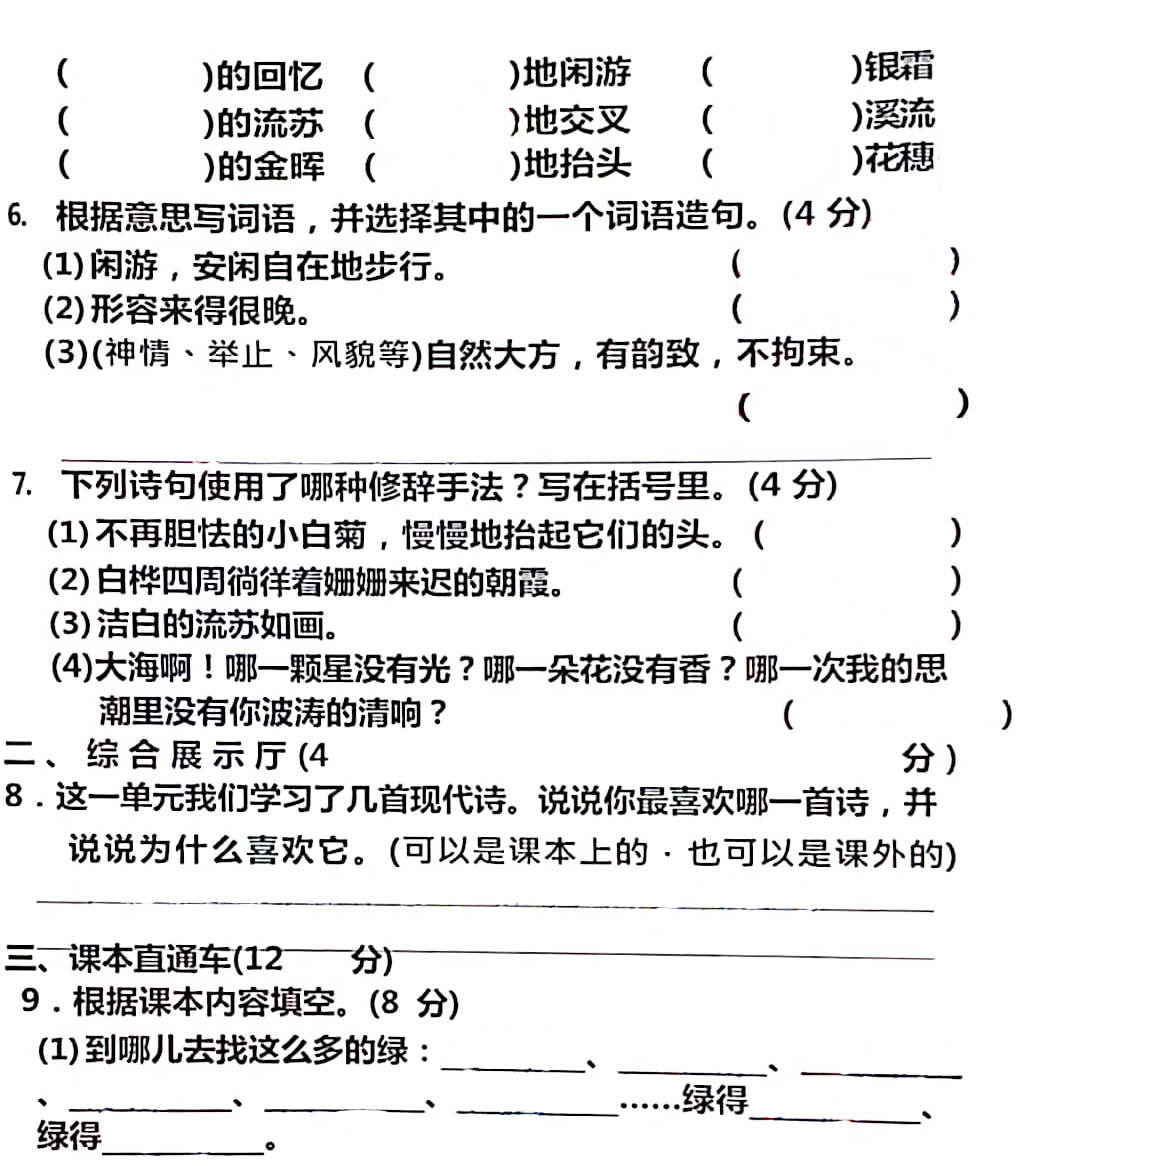 (　　　)的回忆 (　　　)地闲游 (　　　)银霜
(　　　)的流苏 (　　　)地交叉 (　　　)溪流
(　　　)的金晖 (　　　)地抬头 (　　　)花穗
6. 根据意思写词语，并选择其中的一个词语造句。(4 分)
(1)闲游，安闲自在地步行。 (　　　)
(2)形容来得很晚。 (　　　)
(3)(神情、举止、风貌等)自然大方，有韵致，不拘束。
(　　　)
7. 下列诗句使用了哪种修辞手法？写在括号里。(4 分)
(1)不再胆怯的小白菊，慢慢地抬起它们的头。 (　　　)
(2)白桦四周徜徉着姗姗来迟的朝霞。 (　　　)
(3)洁白的流苏如画。 (　　　)
(4)大海啊！哪一颗星没有光？哪一朵花没有香？哪一次我的思
潮里没有你波涛的清响？ (　　　)
二、综合展示厅(4 分)
8．这一单元我们学习了几首现代诗。说说你最喜欢哪一首诗，并
说说为什么喜欢它。(可以是课本上的·也可以是课外的)
三、课本直通车(12 分)
9．根据课本内容填空。(8 分)
(1)到哪儿去找这么多的绿：______、______、______
、______、______、______……绿得______、
绿得______。